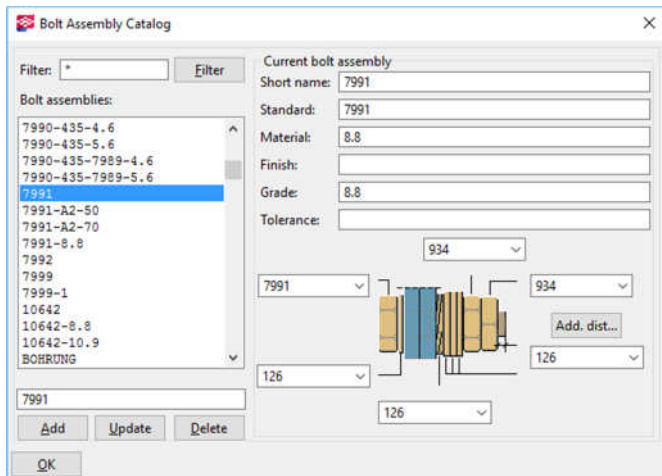 Bolt Assembly Catalog
Filter: *
Filter
Bolt assemblies:
7990-435-4.6
7990-435-5.6
7990-435-7989-4.6
7990-435-7989-5.6
7991
7991-A2-50
7991-A2-70
7991-8.8
7992
7999
7999-1
10642
10642-8.8
10642-10.9
BOHRUNG
7991
Add Update Delete
OK
Current bolt assembly
Short name: 7991
Standard: 7991
Material: 8.8
Finish:
Grade: 8.8
Tolerance:
934
7991
934
Add. dist...
126
126
126